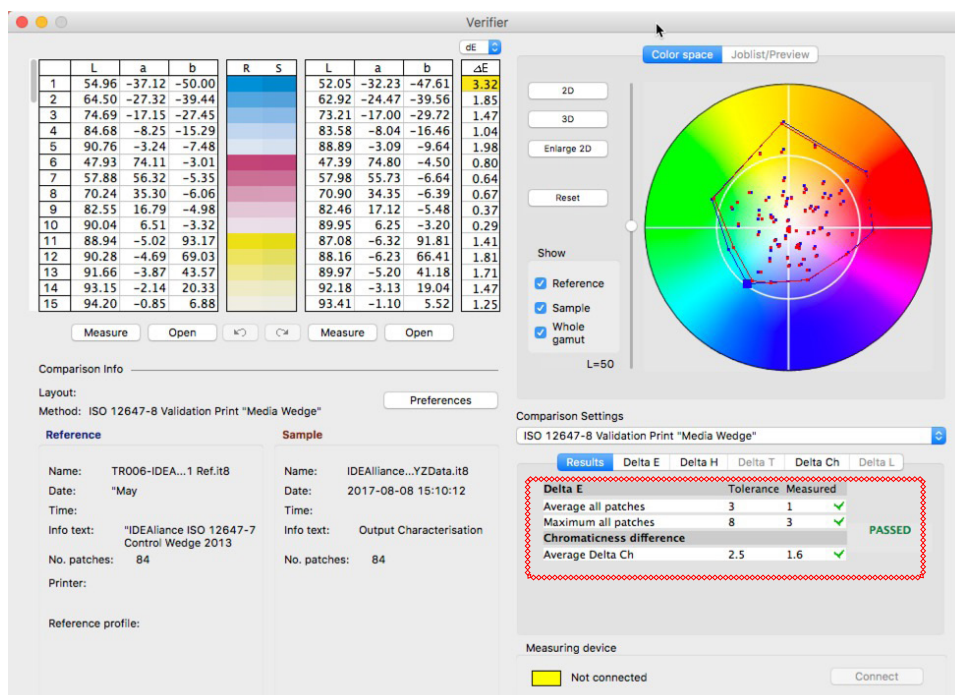 Verifier
dE
L a b R S L a b ⊿E
1 54.96 −37.12 −50.00 52.05 −32.23 −47.61 3.32
2 64.50 −27.32 −39.44 62.92 −24.47 −39.56 1.85
3 74.69 −17.15 −27.45 73.21 −17.00 −29.72 1.47
4 84.68 −8.25 −15.29 83.58 −8.04 −16.46 1.04
5 90.76 −3.24 −7.48 88.89 −3.09 −9.64 1.98
6 47.93 74.11 −3.01 47.39 74.80 −4.50 0.80
7 57.88 56.32 −5.35 57.98 55.73 −6.64 0.64
8 70.24 35.30 −6.06 70.90 34.35 −6.39 0.67
9 82.55 16.79 −4.98 82.46 17.12 −5.48 0.37
10 90.04 6.51 −3.32 89.95 6.25 −3.20 0.29
11 88.94 −5.02 93.17 87.08 −6.32 91.81 1.41
12 90.28 −4.69 69.03 88.16 −6.23 66.41 1.81
13 91.66 −3.87 43.57 89.97 −5.20 41.18 1.71
14 93.15 −2.14 20.33 92.18 −3.13 19.04 1.47
15 94.20 −0.85 6.88 93.41 −1.10 5.52 1.25
Measure Open Measure Open
Comparison Info
Layout:
Method: ISO 12647-8 Validation Print "Media Wedge"
Preferences
Reference
Name: TR006-IDEA...1 Ref.it8
Date: "May
Time:
Info text: "IDEAliance ISO 12647-7
Control Wedge 2013
No. patches: 84
Printer:
Reference profile:
Sample
Name: IDEAlliance...YZData.it8
Date: 2017-08-08 15:10:12
Time:
Info text: Output Characterisation
No. patches: 84
Color space Joblist/Preview
2D
3D
Enlarge 2D
Reset
Show
Reference
Sample
Whole
gamut
L=50
Comparison Settings
ISO 12647-8 Validation Print "Media Wedge"
Results Delta E Delta H Delta T Delta Ch Delta L
Delta E Tolerance Measured
Average all patches 3 1
Maximum all patches 8 3
PASSED
Chromaticness difference
Average Delta Ch 2.5 1.6
Measuring device
Not connected
Connect